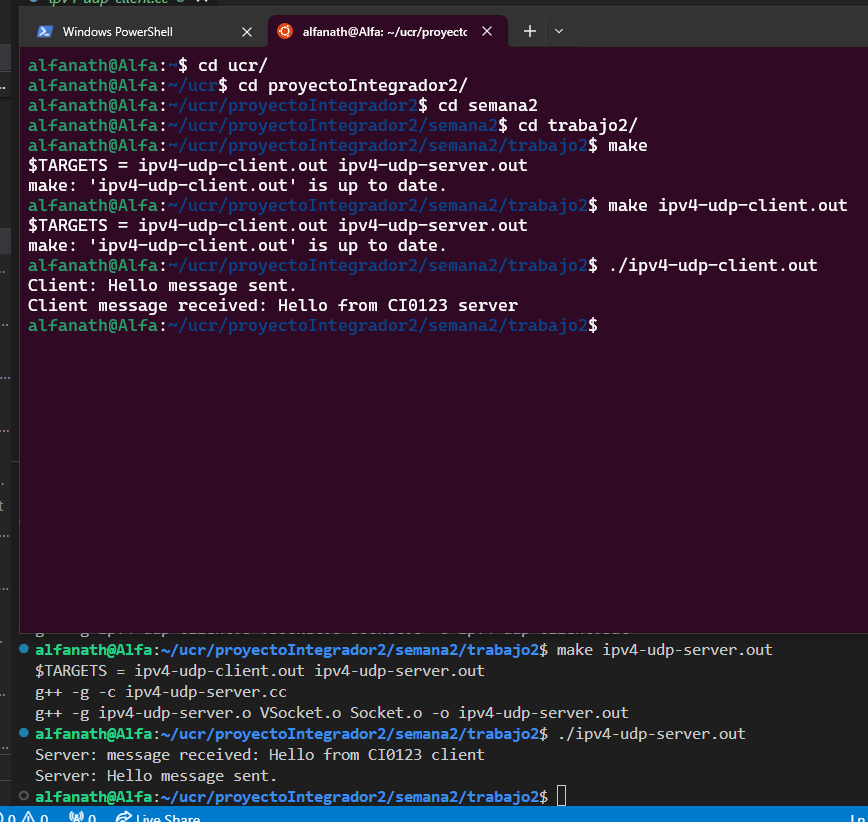 ipv4-udp-client.cc
Windows PowerShell
alfanath@Alfa: ~/ucr/proyecto
alfanath@Alfa:~$ cd ucr/
alfanath@Alfa:~/ucr$ cd proyectoIntegrador2/
alfanath@Alfa:~/ucr/proyectoIntegrador2$ cd semana2
alfanath@Alfa:~/ucr/proyectoIntegrador2/semana2$ cd trabajo2/
alfanath@Alfa:~/ucr/proyectoIntegrador2/semana2/trabajo2$ make
$TARGETS = ipv4-udp-client.out ipv4-udp-server.out
make: 'ipv4-udp-client.out' is up to date.
alfanath@Alfa:~/ucr/proyectoIntegrador2/semana2/trabajo2$ make ipv4-udp-client.out
$TARGETS = ipv4-udp-client.out ipv4-udp-server.out
make: 'ipv4-udp-client.out' is up to date.
alfanath@Alfa:~/ucr/proyectoIntegrador2/semana2/trabajo2$ ./ipv4-udp-client.out
Client: Hello message sent.
Client message received: Hello from CI0123 server
alfanath@Alfa:~/ucr/proyectoIntegrador2/semana2/trabajo2$
alfanath@Alfa:~/ucr/proyectoIntegrador2/semana2/trabajo2$ make ipv4-udp-server.out
$TARGETS = ipv4-udp-client.out ipv4-udp-server.out
g++ -g -c ipv4-udp-server.cc
g++ -g ipv4-udp-server.o VSocket.o Socket.o -o ipv4-udp-server.out
alfanath@Alfa:~/ucr/proyectoIntegrador2/semana2/trabajo2$ ./ipv4-udp-server.out
Server: message received: Hello from CI0123 client
Server: Hello message sent.
alfanath@Alfa:~/ucr/proyectoIntegrador2/semana2/trabajo2$
0 0 0 Live Share Ln